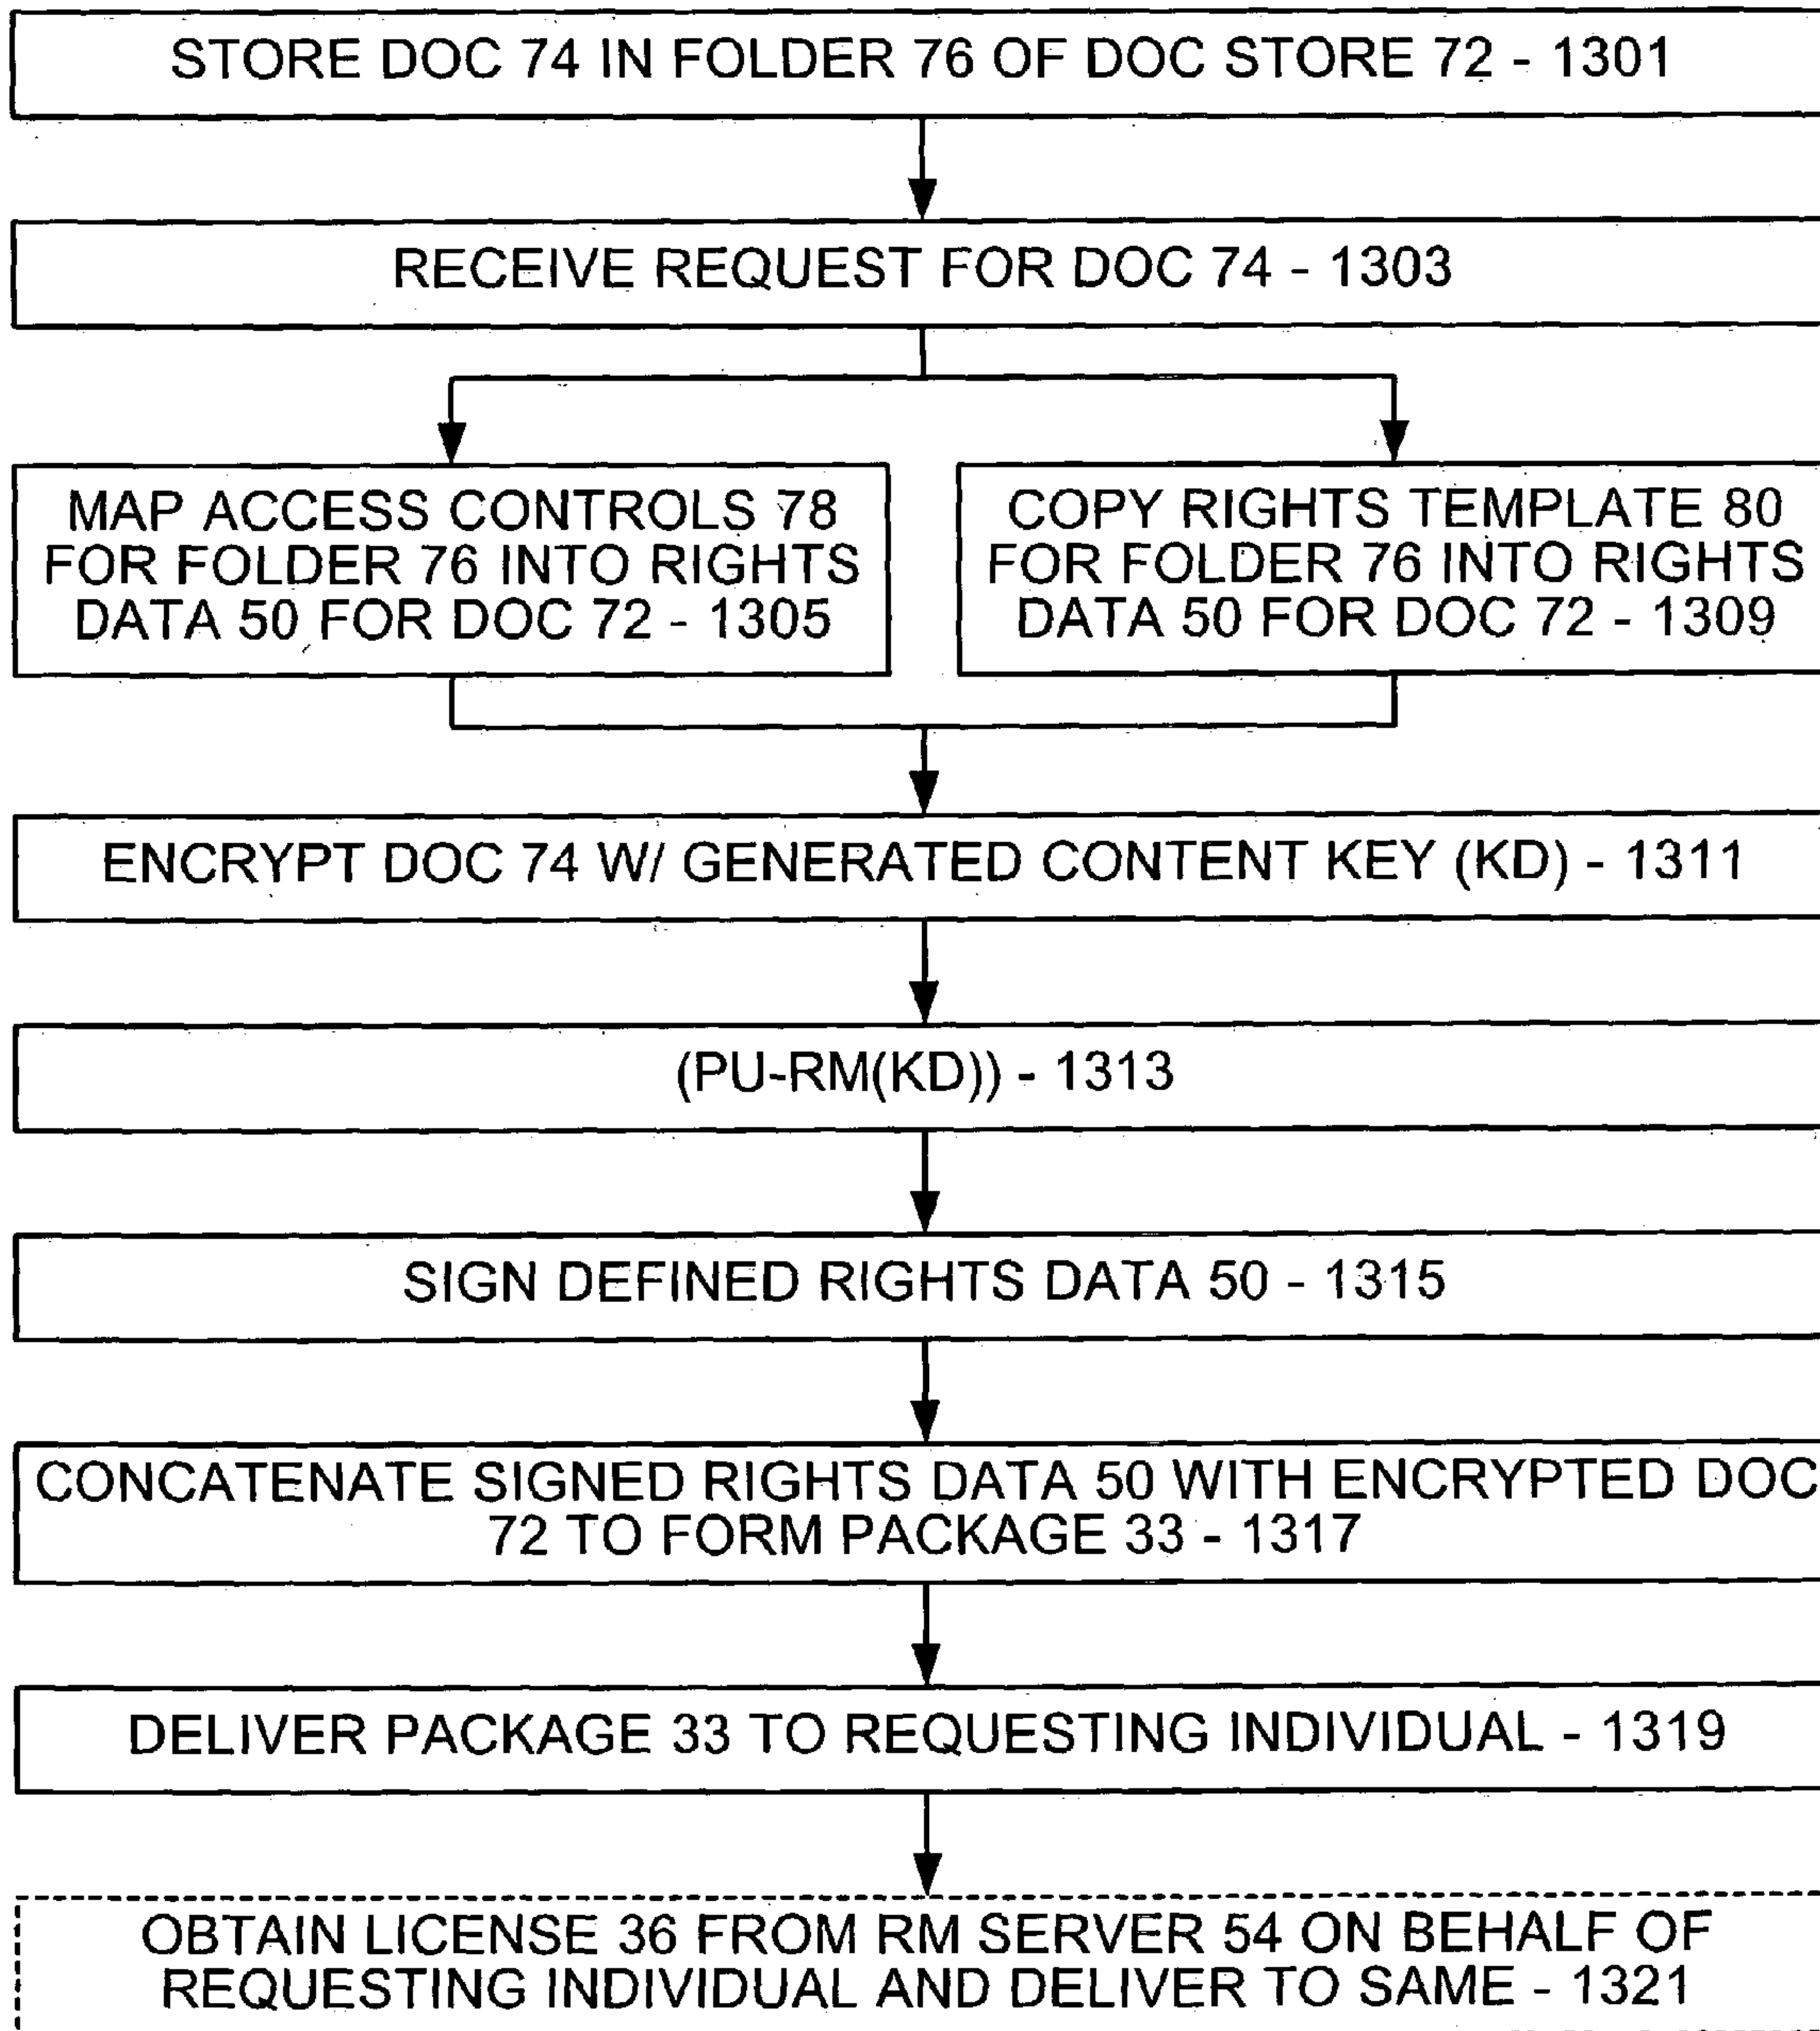 STORE DOC 74 IN FOLDER 76 OF DOC STORE 72 - 1301
RECEIVE REQUEST FOR DOC 74 - 1303
MAP ACCESS CONTROLS 78
FOR FOLDER 76 INTO RIGHTS
DATA 50 FOR DOC 72 - 1305
COPY RIGHTS TEMPLATE 80
FOR FOLDER 76 INTO RIGHTS
DATA 50 FOR DOC 72 - 1309
ENCRYPT DOC 74 W/ GENERATED CONTENT KEY (KD) - 1311
(PU-RM(KD)) - 1313
SIGN DEFINED RIGHTS DATA 50 - 1315
CONCATENATE SIGNED RIGHTS DATA 50 WITH ENCRYPTED DOC
72 TO FORM PACKAGE 33 - 1317
DELIVER PACKAGE 33 TO REQUESTING INDIVIDUAL - 1319
OBTAIN LICENSE 36 FROM RM SERVER 54 ON BEHALF OF
REQUESTING INDIVIDUAL AND DELIVER TO SAME - 1321